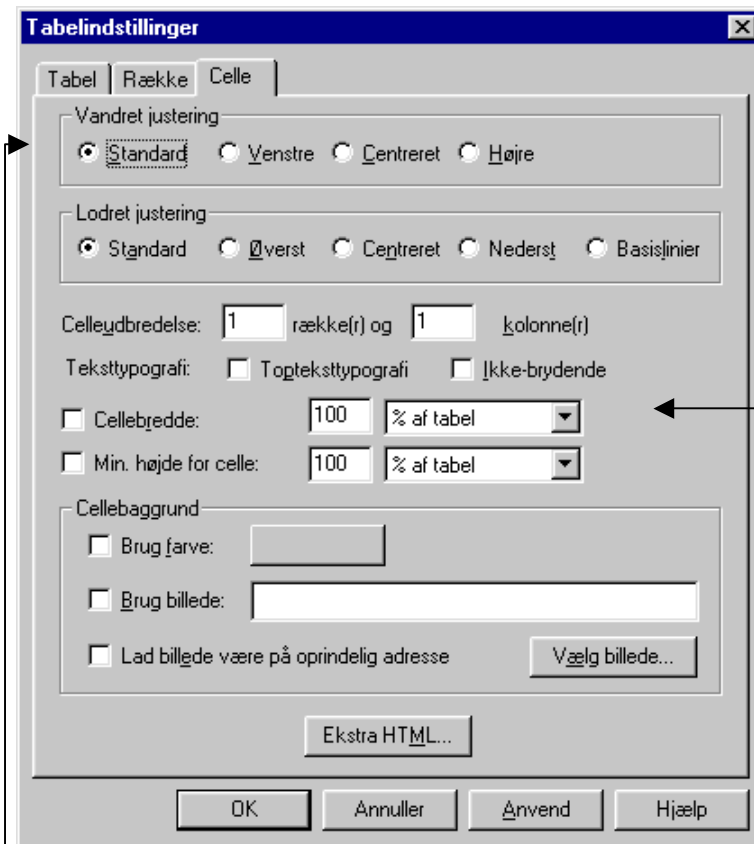 Tabelindstillinger
Tabel Række Celle
Vandret justering
Standard Venstre Centreret Højre
Lodret justering
Standard Øverst Centreret Nederst Basislinier
Celleudbredelse: 1 række(r) og 1 kolonne(r)
Teksttypografi: Topteksttypografi Ikke-brydende
Cellebredde: 100 % af tabel
Min. højde for celle: 100 % af tabel
Cellebaggrund
Brug farve:
Brug billede:
Lad billede være på oprindelig adresse Vælg billede...
Ekstra HTML...
OK Annuller Anvend Hjælp